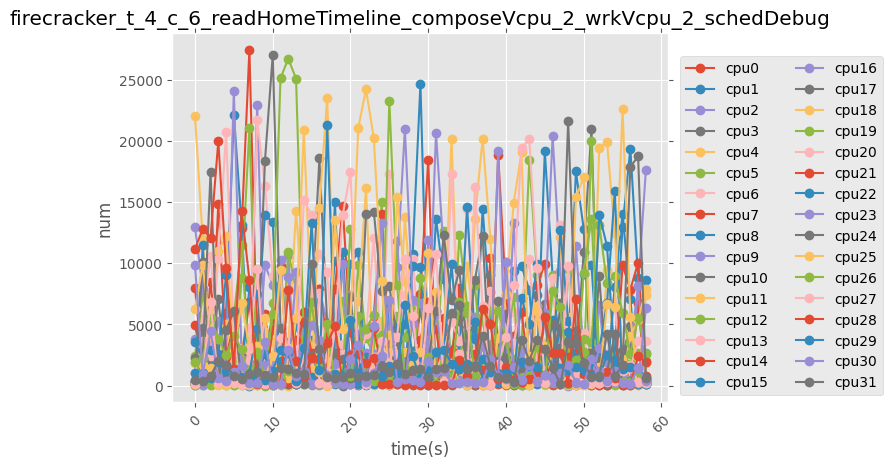 firecracker_t_4_c_6_readHomeTimeline_composeVcpu_2_wrkVcpu_2_schedDebug
num
25000
20000
15000
10000
5000
0
0
10
20
30
40
50
60
time(s)
cpu0
cpu1
cpu2
cpu3
cpu4
cpu5
cpu6
cpu7
cpu8
cpu9
cpu10
cpu11
cpu12
cpu13
cpu14
cpu15
cpu16
cpu17
cpu18
cpu19
cpu20
cpu21
cpu22
cpu23
cpu24
cpu25
cpu26
cpu27
cpu28
cpu29
cpu30
cpu31